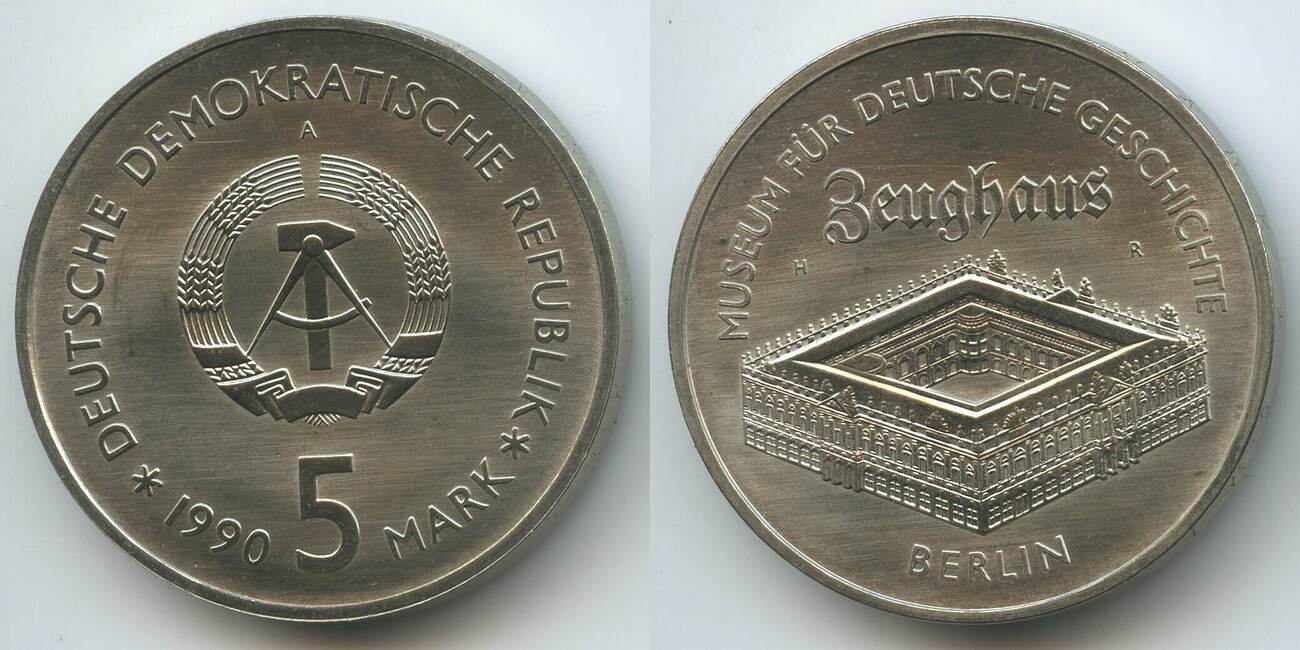 * DEUTSCHE DEMOKRATISCHE REPUBLIK *
A
1990 5 MARK
MUSEUM FÜR DEUTSCHE GESCHICHTE
Zeughaus
H R
BERLIN